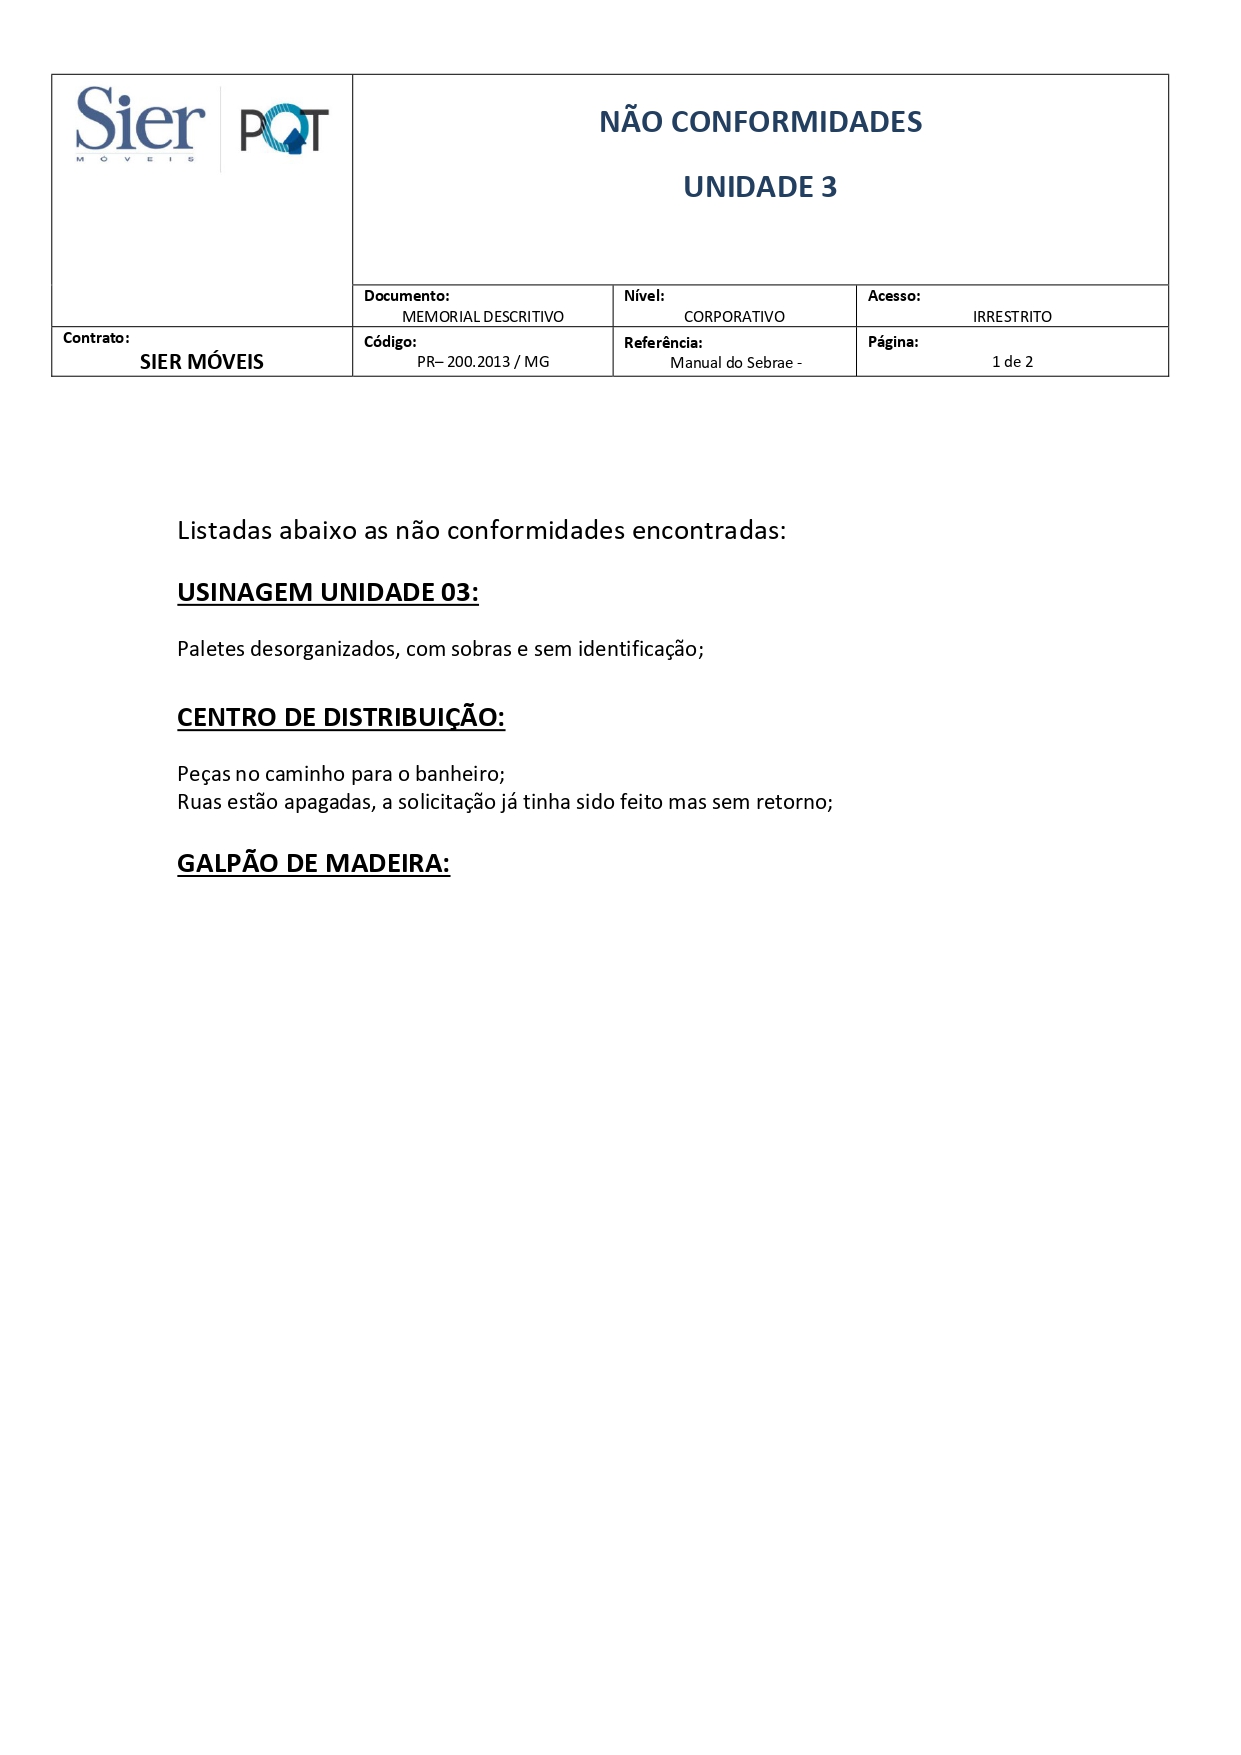 Sier
MÓVEIS
PQT
NÃO CONFORMIDADES
UNIDADE 3
Documento:
MEMORIAL DESCRITIVO
Nível:
CORPORATIVO
Acesso:
IRRESTRITO
Contrato:
SIER MÓVEIS
Código:
PR– 200.2013 / MG
Referência:
Manual do Sebrae -
Página:
1 de 2
Listadas abaixo as não conformidades encontradas:
USINAGEM UNIDADE 03:
Paletes desorganizados, com sobras e sem identificação;
CENTRO DE DISTRIBUIÇÃO:
Peças no caminho para o banheiro;
Ruas estão apagadas, a solicitação já tinha sido feito mas sem retorno;
GALPÃO DE MADEIRA: